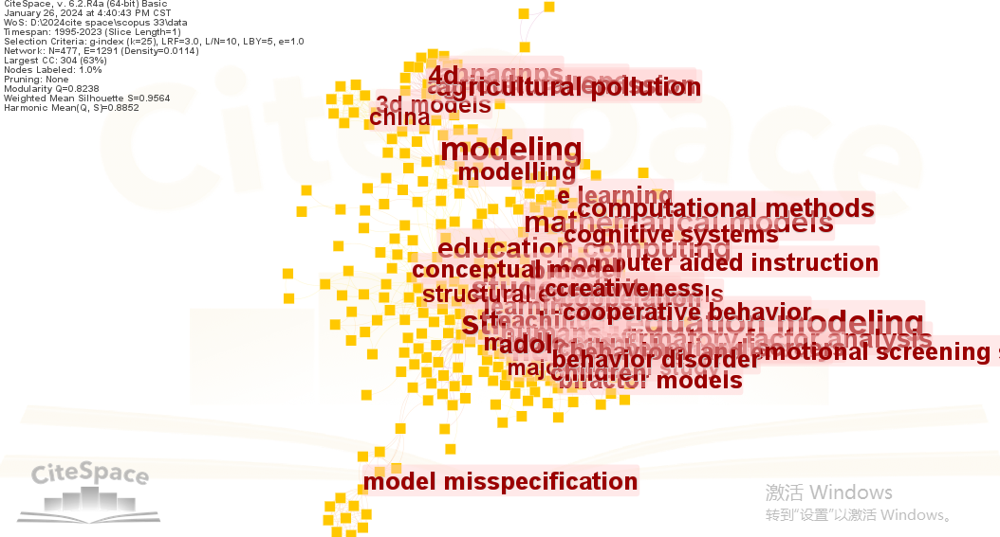 CiteSpace, v. 6.2.R4a (64-bit) Basic
January 26, 2024 at 4:40:43 PM CST
WoS: D:\2024cite space\scopus 33\data
Timespan: 1995-2023 (Slice Length=1)
Selection Criteria: g-index (k=25), LRF=3.0, L/N=10, LBY=5, e=1.0
Network: N=477, E=1291 (Density=0.0114)
Largest CC: 304 (63%)
Nodes Labeled: 1.0%
Pruning: None
Modularity Q=0.8238
Weighted Mean Silhouette S=0.9564
Harmonic Mean(Q, S)=0.8852
CiteSpace
4d
agricultural pollution
3d models
china
modeling
modelling
e learning
computational methods
mathematical models
cognitive systems
education computing
computer aided instruction
conceptual model
creativeness
structural
cooperative behavior
equation modeling
factor analysis
emotional screening
behavior disorder
children
study
bifactor models
model misspecification
CiteSpace
激活 Windows
转到“设置”以激活 Windows。